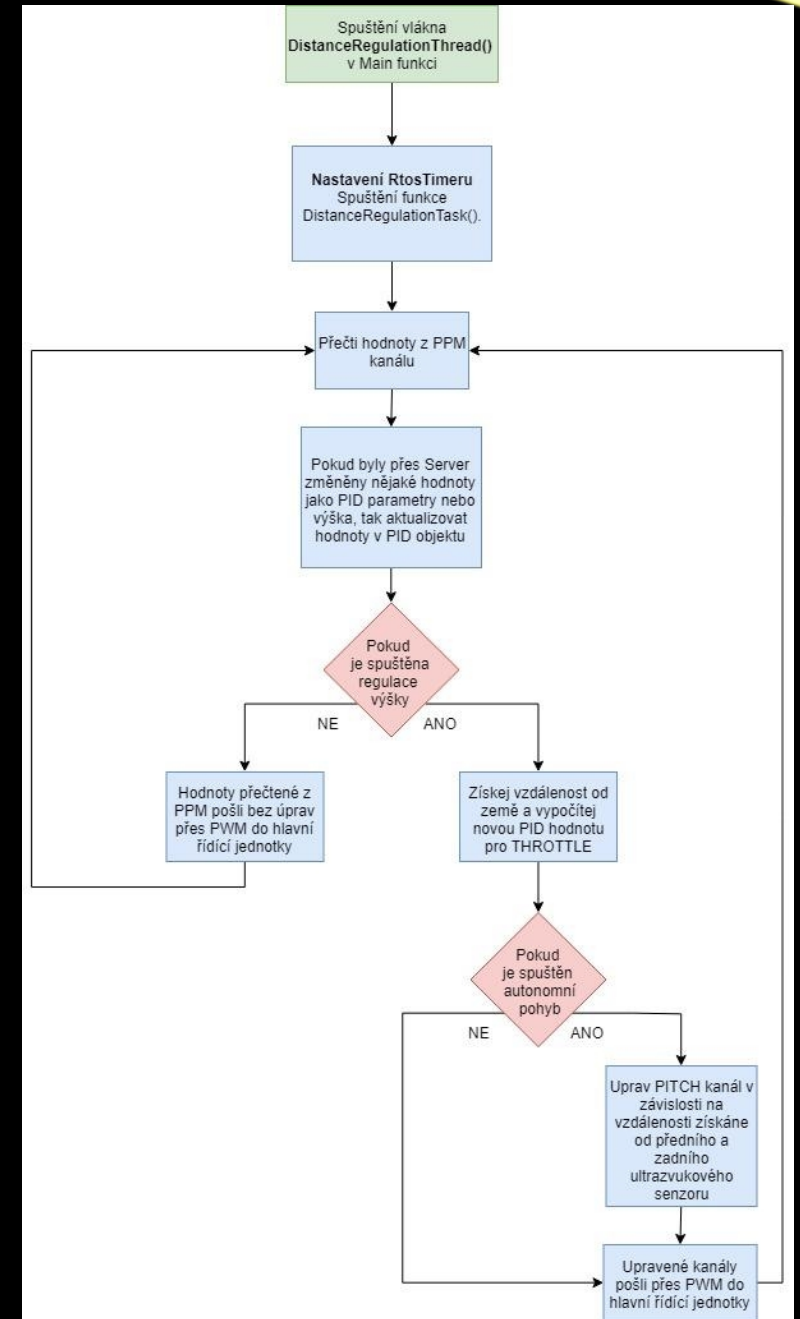 Spuštění vlákna
DistanceRegulationThread()
v Main funkci
Nastavení RtosTimeru
Spuštění funkce
DistanceRegulationTask().
Přečti hodnoty z PPM
kanálu
Pokud byly přes Server
změněny nějaké hodnoty
jako PID parametry nebo
výška, tak aktualizovat
hodnoty v PID objektu
Pokud
je spuštěna
regulace
výšky
NE
ANO
Hodnoty přečtené z
PPM pošli bez úprav
přes PWM do hlavní
řídící jednotky
Získej vzdálenost od
země a vypočítej
novou PID hodnotu
pro THROTTLE
Pokud
je spuštěn
autonomní
pohyb
NE
ANO
Uprav PITCH kanál v
závislosti na
vzdálenosti získáne
od předního a
zadního
ultrazvukového
senzoru
Upravené kanály
pošli přes PWM do
hlavní řídící jednotky